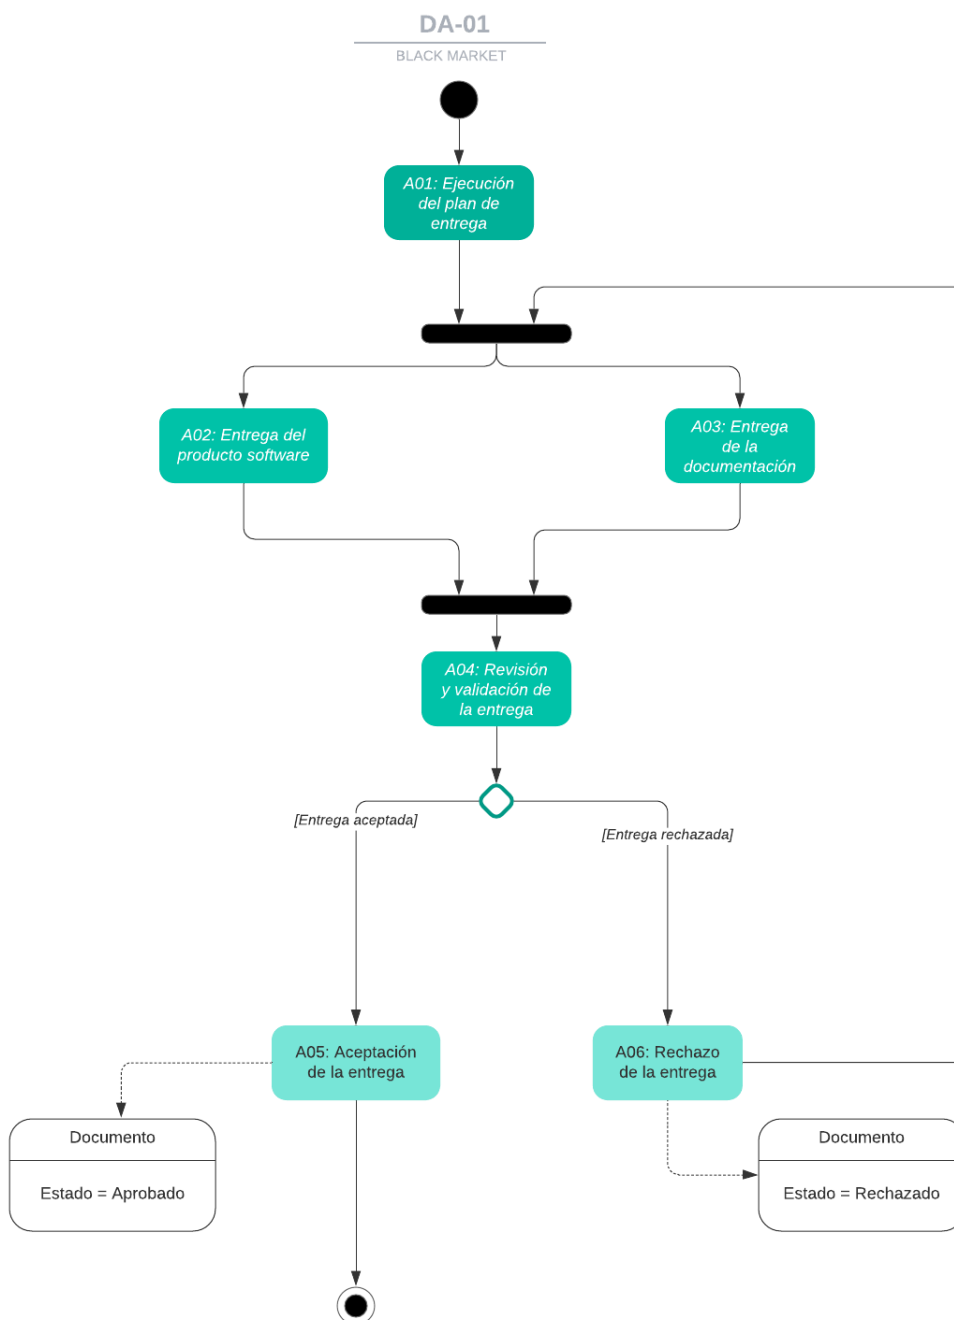 DA-01
BLACK MARKET
A01: Ejecución
del plan de
entrega
A02: Entrega del
producto software
A03: Entrega
de la
documentación
A04: Revisión
y validación de
la entrega
[Entrega aceptada]
[Entrega rechazada]
A05: Aceptación
de la entrega
A06: Rechazo
de la entrega
Documento
Estado = Aprobado
Documento
Estado = Rechazado